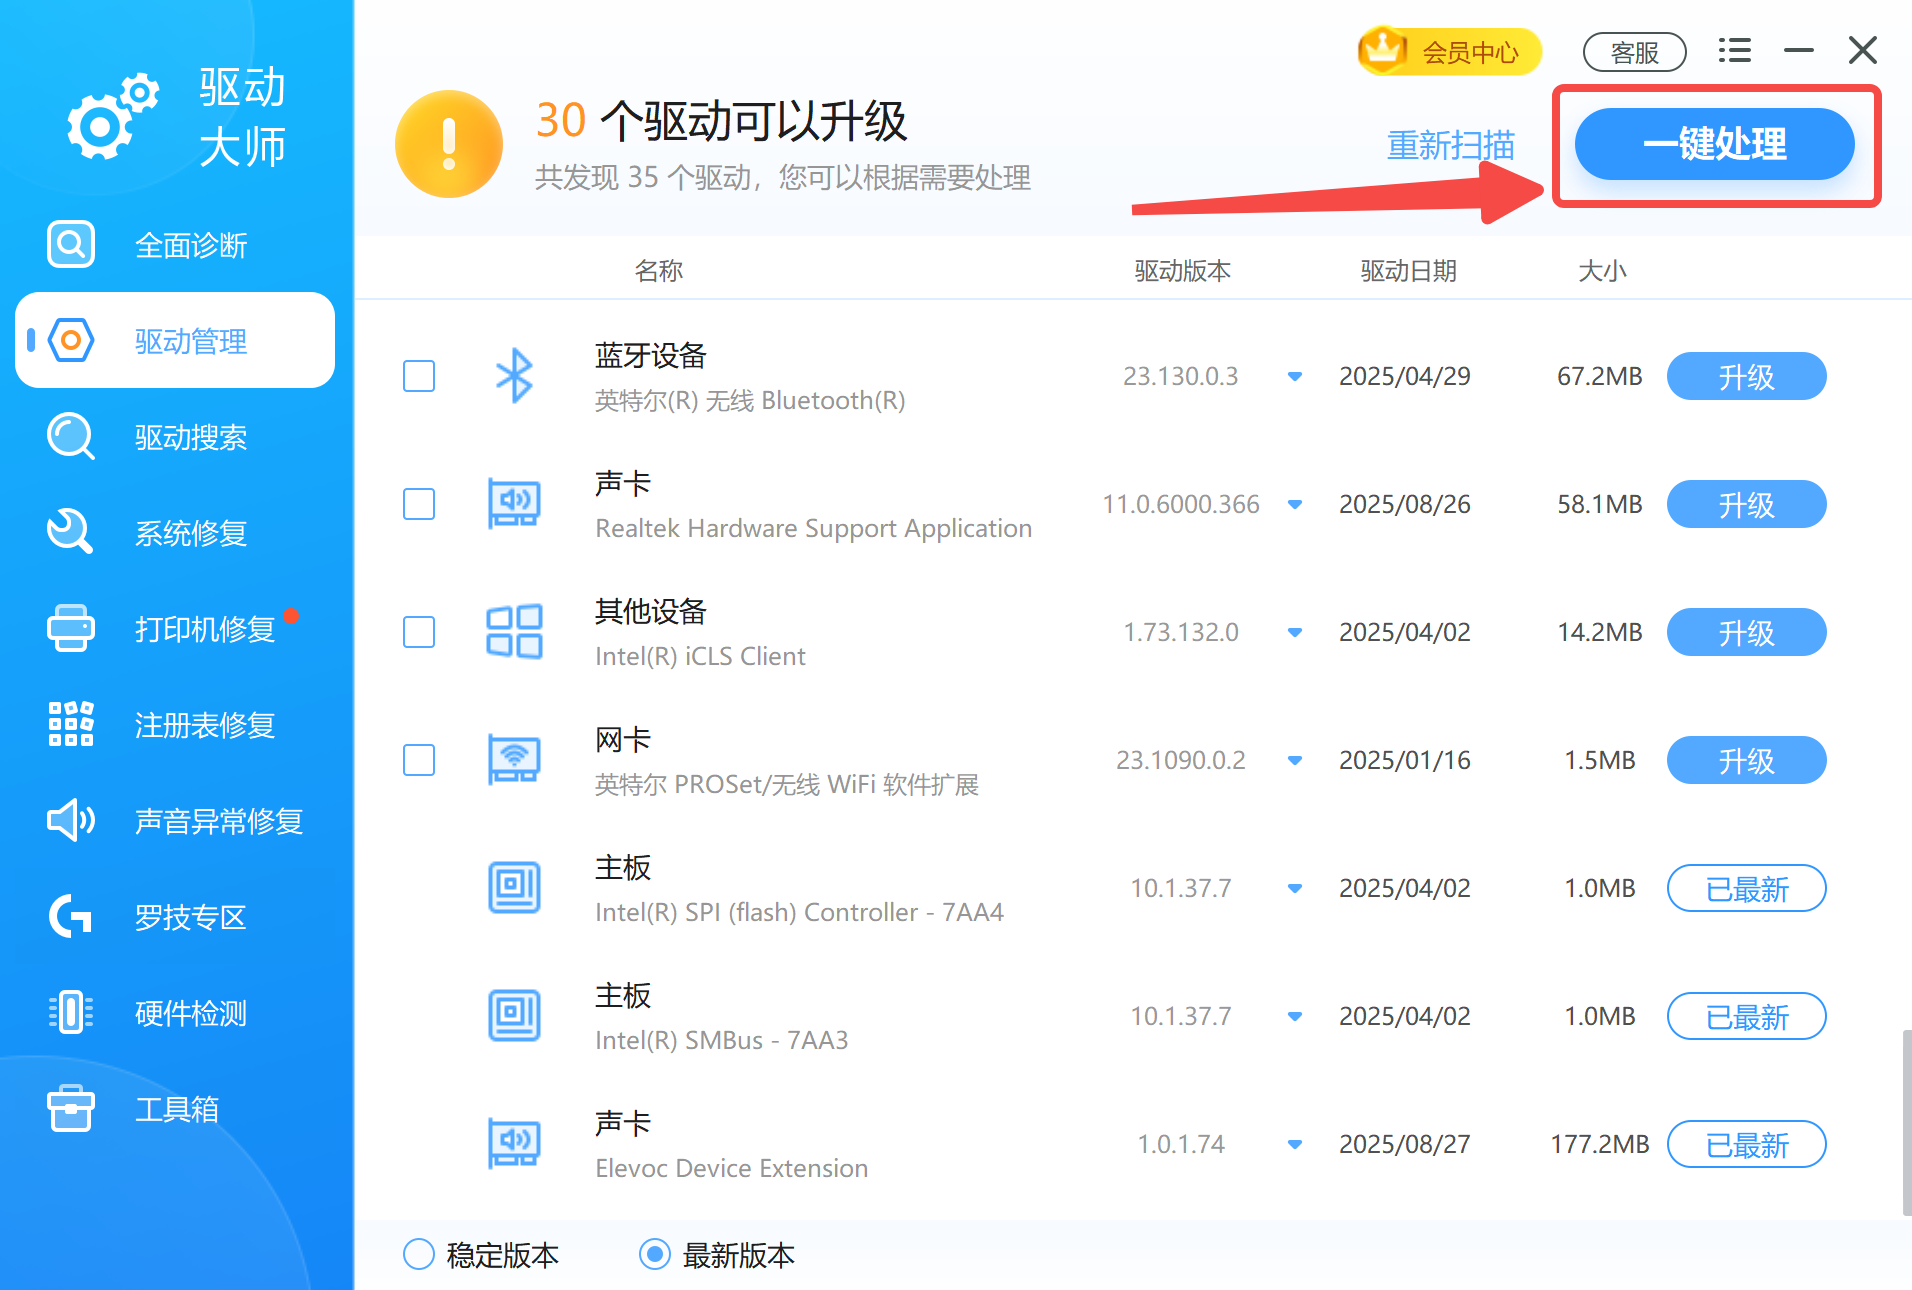 驱动
大师
全面诊断
驱动管理
驱动搜索
系统修复
打印机修复
注册表修复
声音异常修复
罗技专区
硬件检测
工具箱
会员中心
客服
30 个驱动可以升级
共发现 35 个驱动，您可以根据需要处理
重新扫描
一键处理
名称 驱动版本 驱动日期 大小
蓝牙设备
英特尔(R) 无线 Bluetooth(R)
23.130.0.3 2025/04/29 67.2MB 升级
声卡
Realtek Hardware Support Application
11.0.6000.366 2025/08/26 58.1MB 升级
其他设备
Intel(R) iCLS Client
1.73.132.0 2025/04/02 14.2MB 升级
网卡
英特尔 PROSet/无线 WiFi 软件扩展
23.1090.0.2 2025/01/16 1.5MB 升级
主板
Intel(R) SPI (flash) Controller - 7AA4
10.1.37.7 2025/04/02 1.0MB 已最新
主板
Intel(R) SMBus - 7AA3
10.1.37.7 2025/04/02 1.0MB 已最新
声卡
Elevoc Device Extension
1.0.1.74 2025/08/27 177.2MB 已最新
稳定版本 最新版本